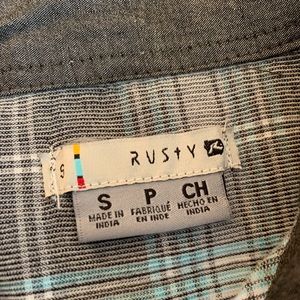 RUSTY
S
S P CH
MADE IN FABRIQUÉ HECHO EN
INDIA EN INDE INDIA